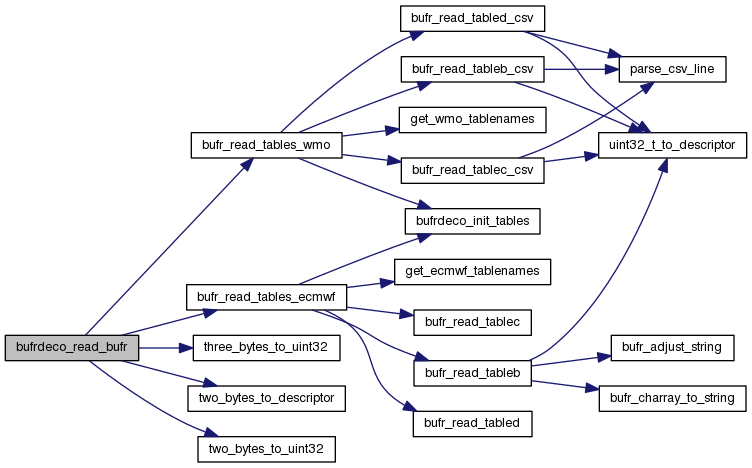 bufr_read_tabled_csv
bufr_read_tableb_csv
parse_csv_line
get_wmo_tablenames
bufr_read_tables_wmo
uint32_t_to_descriptor
bufr_read_tablec_csv
bufrdeco_init_tables
get_ecmwf_tablenames
bufr_read_tables_ecmwf
bufr_read_tablec
bufrdeco_read_bufr
three_bytes_to_uint32
bufr_adjust_string
bufr_read_tableb
two_bytes_to_descriptor
bufr_charray_to_string
bufr_read_tabled
two_bytes_to_uint32